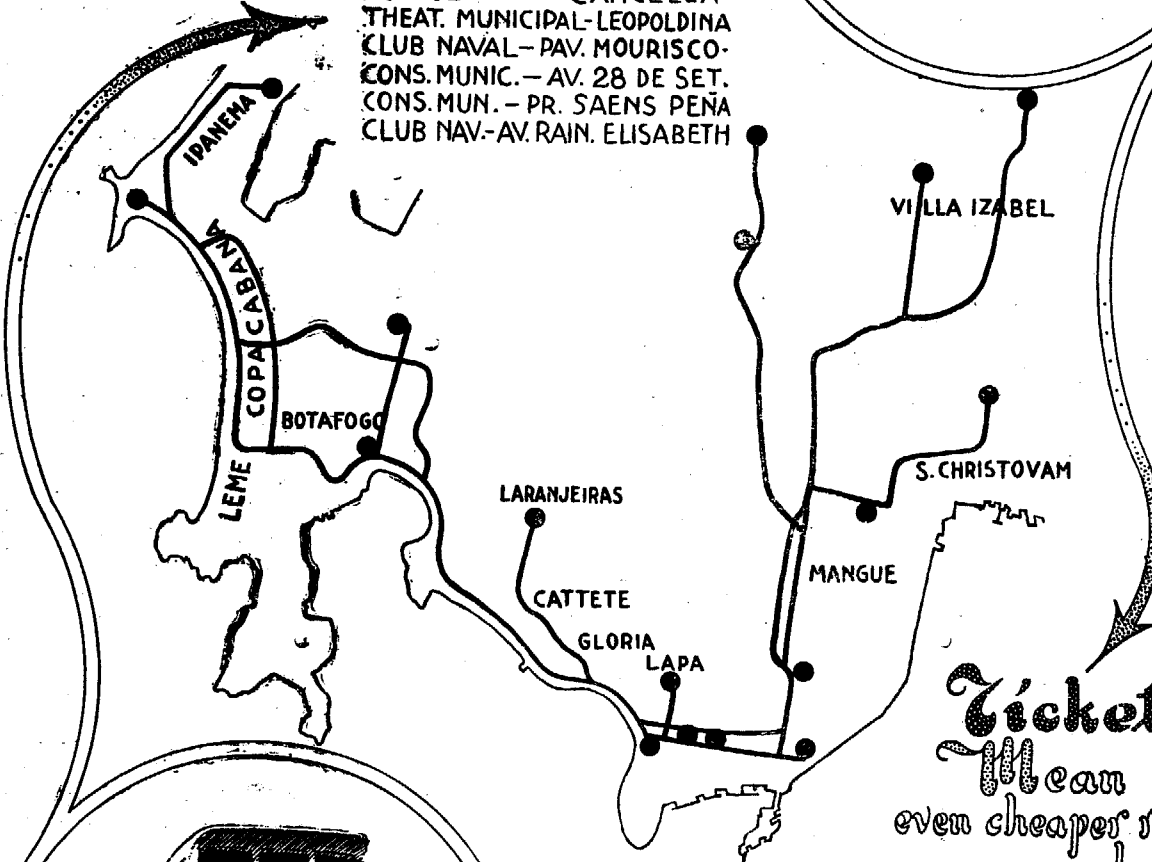 THEAT. MUNICIPAL-LEOPOLDINA
CLUB NAVAL-PAV. MOURISCO.
CONS.MUNIC.-AV. 28 DE SET.
CONS.MUN.-PR. SAENS PEÑA
CLUB NAV.-AV. RAIN. ELISABETH
IPANEMA
VILLA IZABEL
COPACABANA
BOTAFOGO
LEME
S.CHRISTOVAM
LARANJEIRAS
MANGUE
CATTETE
GLORIA
LAPA
Ticket
Mean
even cheaper